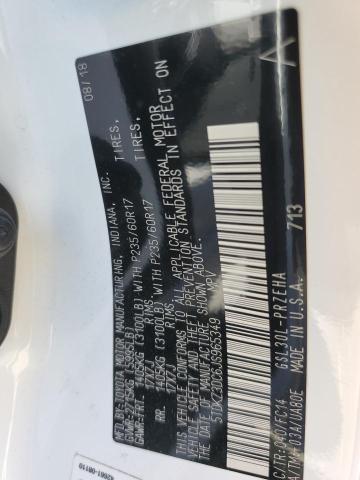 MFD. BY: TOYOTA MOTOR MANUFACTURING, INDIANA, INC. 08/18
GVWR: 2715KG (5995LB)
GAWR: FRT. 1405KG (3100LB) WITH P235/60R17 TIRES,
17X7J RIMS,
RR. 1405KG (3100LB) WITH P235/60R17 TIRES,
17X7J RIMS,
THIS VEHICLE CONFORMS TO ALL APPLICABLE FEDERAL MOTOR
VEHICLE SAFETY AND THEFT PREVENTION STANDARDS IN EFFECT ON
THE DATE OF MANUFACTURE SHOWN ABOVE.
MPV
5TDKZ3DC6JS965349
C/TR: 040/FC14 GSL30L-PRZEHA
A/TM: -03A/UA80E MADE IN U.S.A. 713
A